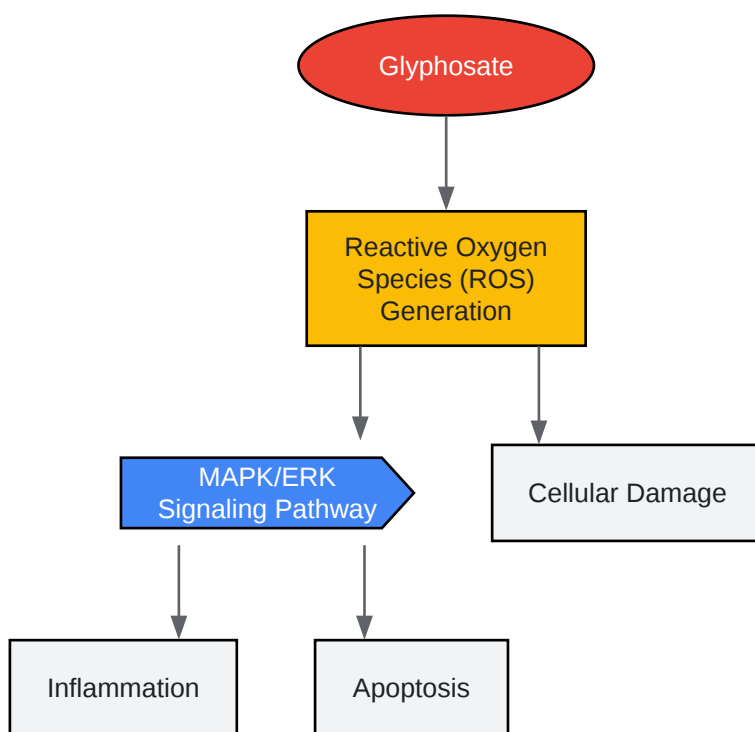 Glyphosate
Reactive Oxygen
Species (ROS)
Generation
MAPK/ERK
Signaling Pathway
Cellular Damage
Inflammation
Apoptosis